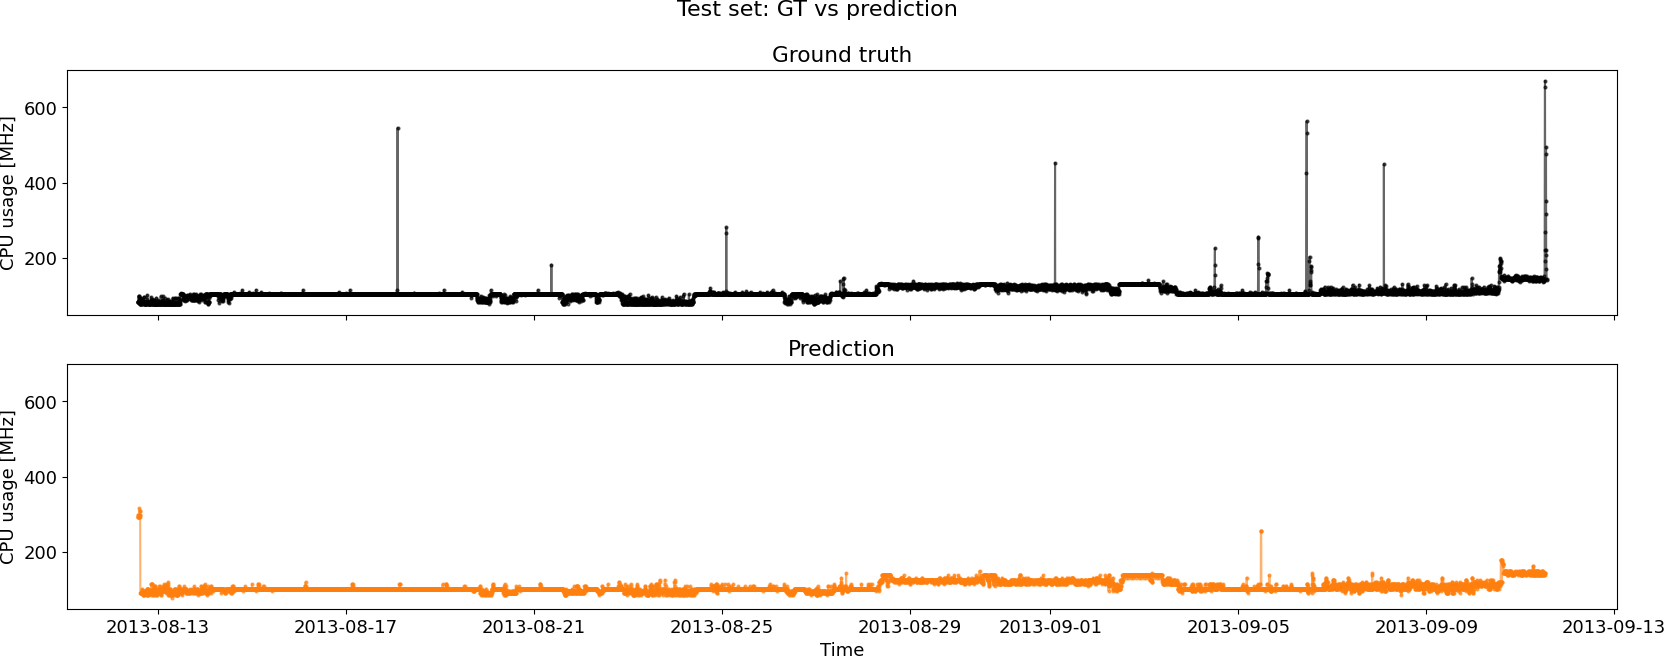 Test set: GT vs prediction
Ground truth
CPU usage [MHz]
600
400
200
Prediction
CPU usage [MHz]
600
400
200
2013-08-13 2013-08-17 2013-08-21 2013-08-25 2013-08-29 2013-09-01 2013-09-05 2013-09-09 2013-09-13
Time